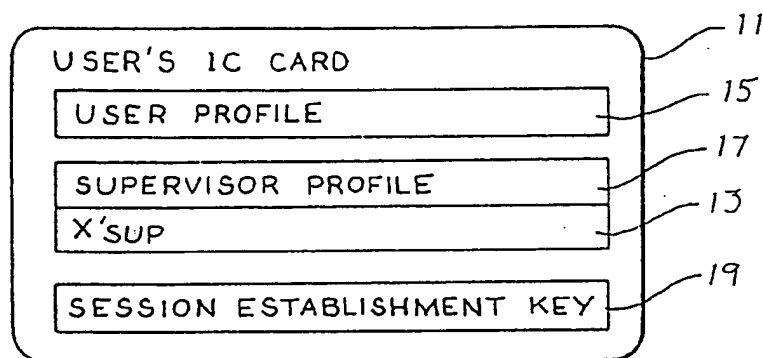 USER'S IC CARD
11
USER PROFILE
15
SUPERVISOR PROFILE
17
X'SUP
13
SESSION ESTABLISHMENT KEY
19